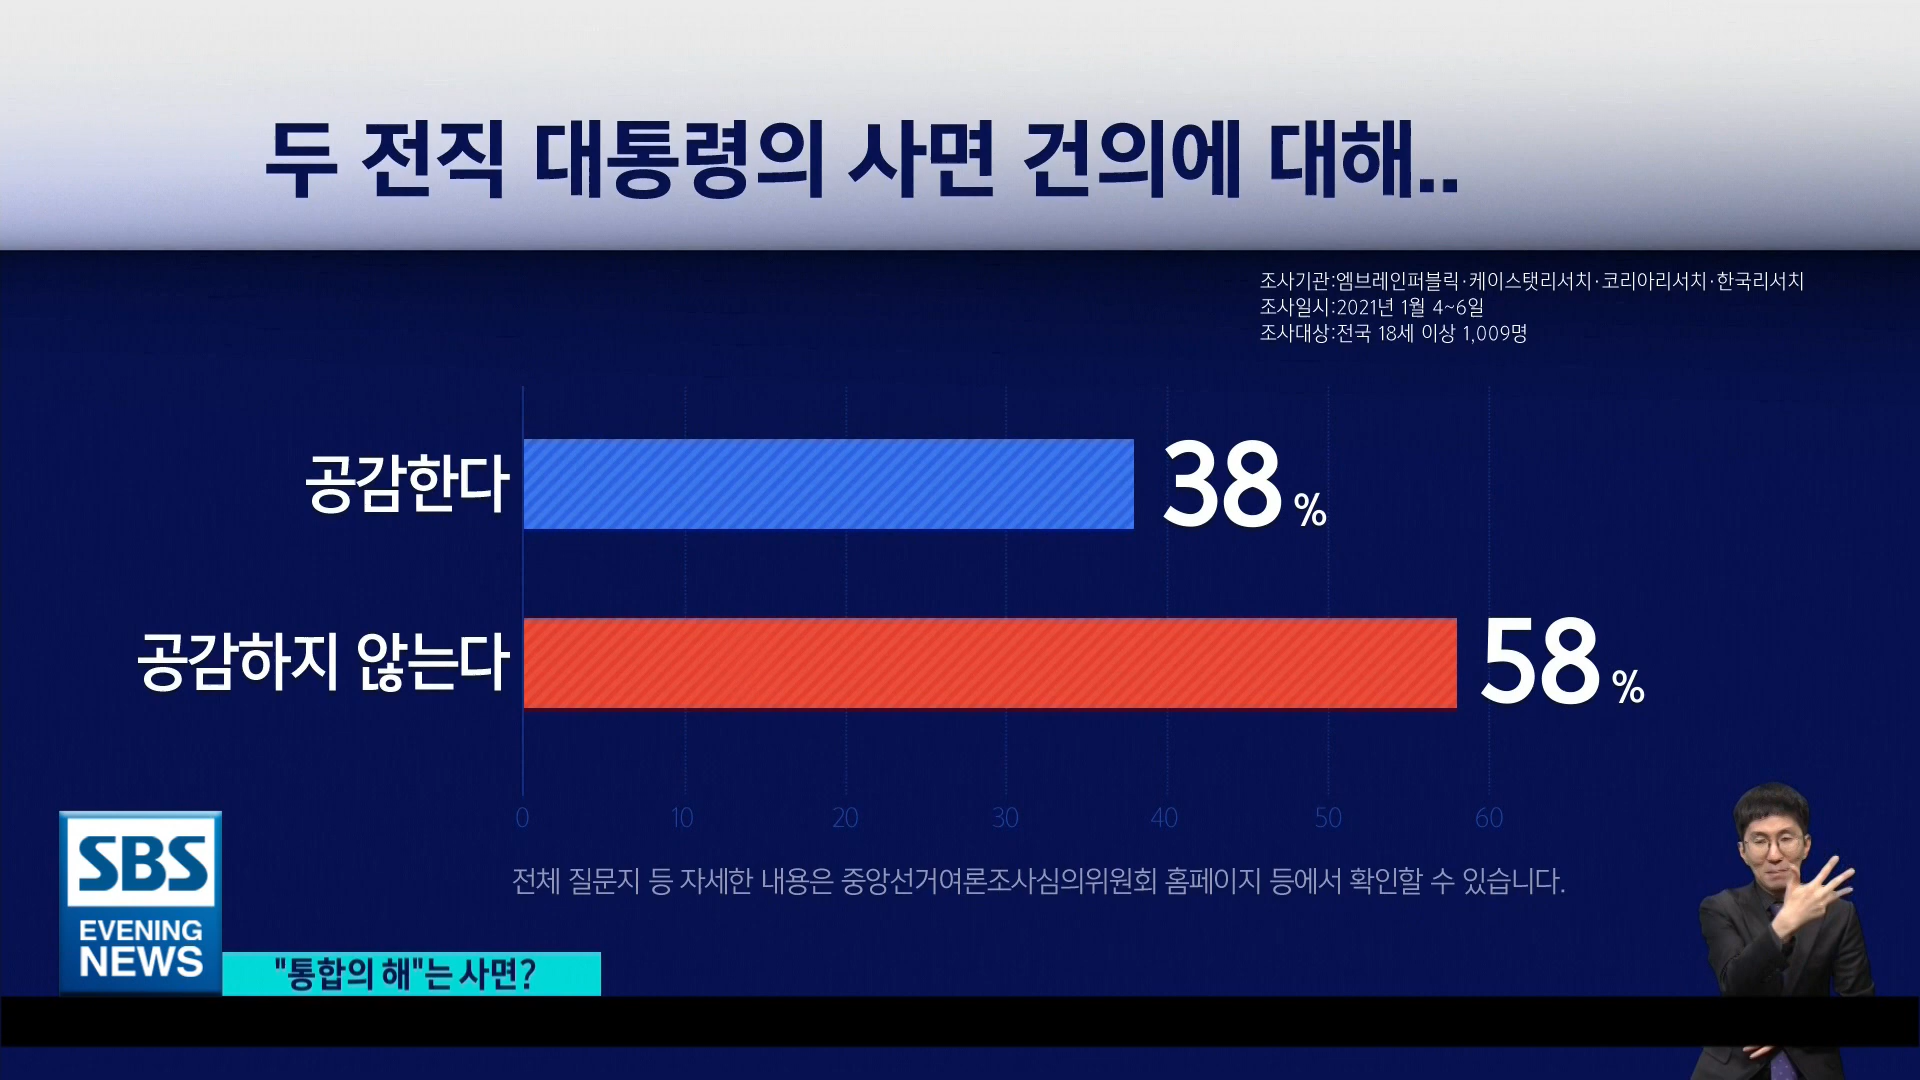 두 전직 대통령의 사면 건의에 대해..
조사기관:엠브레인퍼블릭·케이스탯리서치·코리아리서치·한국리서치
조사일시:2021년 1월 4~6일
조사대상:전국 18세 이상 1,009명
공감한다 38 %
공감하지 않는다 58 %
0 10 20 30 40 50 60
전체 질문지 등 자세한 내용은 중앙선거여론조사심의위원회 홈페이지 등에서 확인할 수 있습니다.
SBS
EVENING
NEWS
"통합의 해"는 사면?